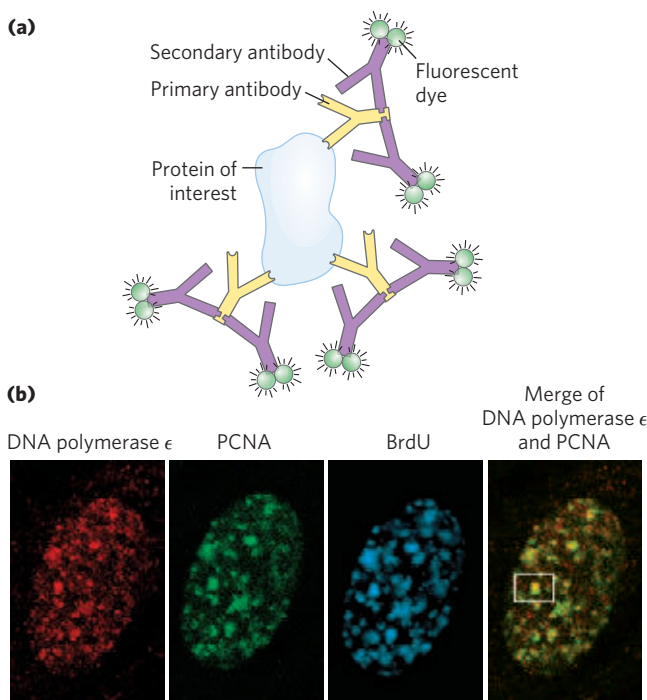 (a)
Secondary antibody
Primary antibody
Fluorescent
dye
Protein of
interest
(b)
DNA polymerase ϵ
PCNA
BrdU
Merge of
DNA polymerase ϵ
and PCNA